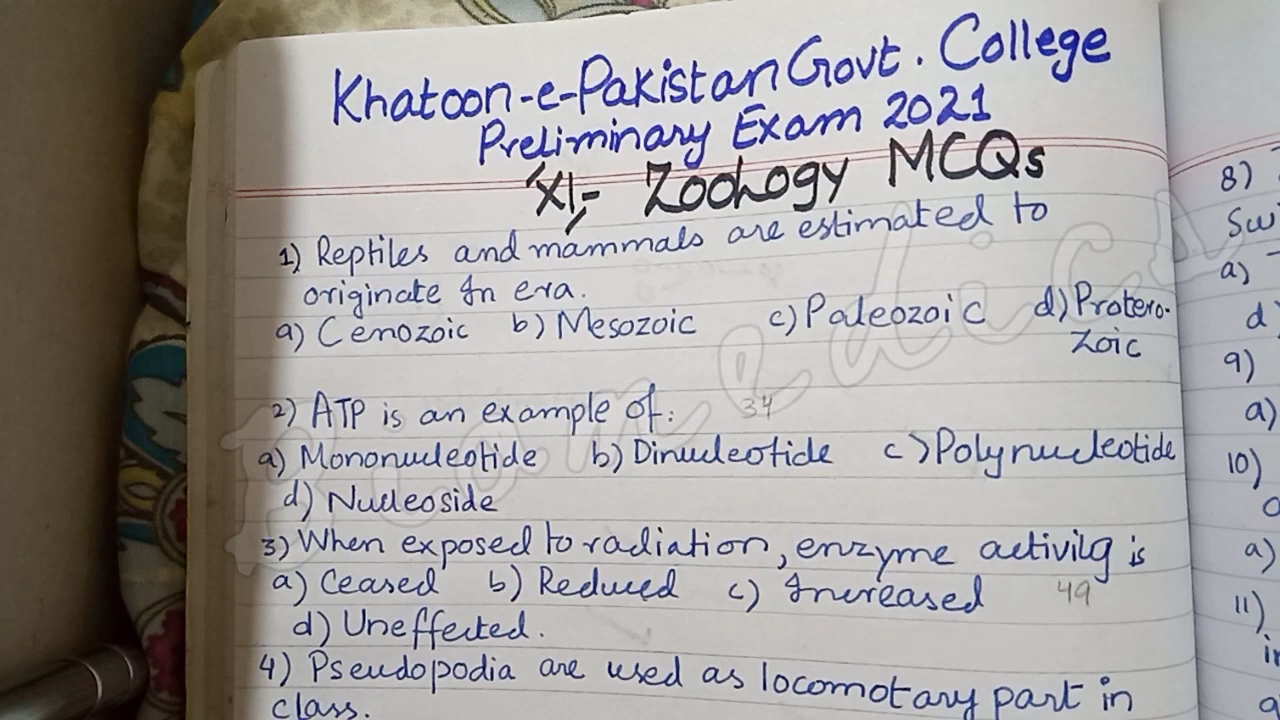 Khatoon-e-Pakistan Govt. College
Preliminary Exam 2021
XI- Zoology MCQs
1) Reptiles and mammals are estimated to
originate In era.
a) Cenozoic b) Mesozoic c) Paleozoic d) Protero-
Zoic
2) ATP is an example of: 34
a) Mononucleotide b) Dinucleotide c) Polynucleotide
d) Nucleoside
3) When exposed to radiation, enzyme activity is
a) Ceased b) Reduced c) Increased 49
d) Uneffected.
4) Pseudopodia are used as locomotary part in
class.
8)
a)
d
9)
a)
10)
a)
11)